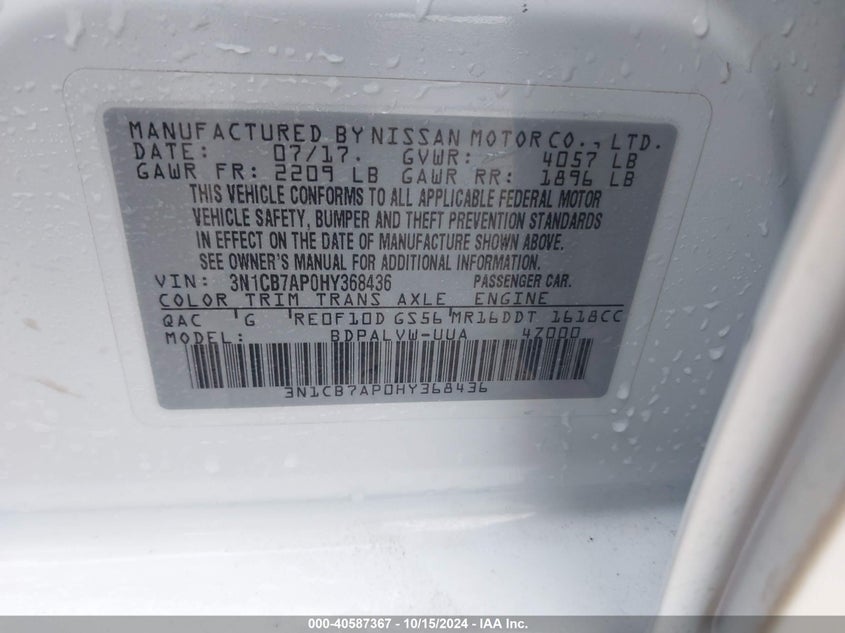 MANUFACTURED BY NISSAN MOTOR CO., LTD.
DATE: 07/17. GVWR: 4057 LB
GAWR FR: 2209 LB GAWR RR: 1896 LB
THIS VEHICLE CONFORMS TO ALL APPLICABLE FEDERAL MOTOR
VEHICLE SAFETY, BUMPER AND THEFT PREVENTION STANDARDS
IN EFFECT ON THE DATE OF MANUFACTURE SHOWN ABOVE.
SEE OWNER'S MANUAL FOR ADDITIONAL INFORMATION.
VIN: 3N1CB7AP0HY368436 PASSENGER CAR.
COLOR TRIM TRANS AXLE ENGINE
QAC G RE0F10D GS56 MR16DDT 1618CC
MODEL: BDPALVW-UUA 47000
3N1CB7AP0HY368436
000-40587367 - 10/15/2024 - IAA Inc.